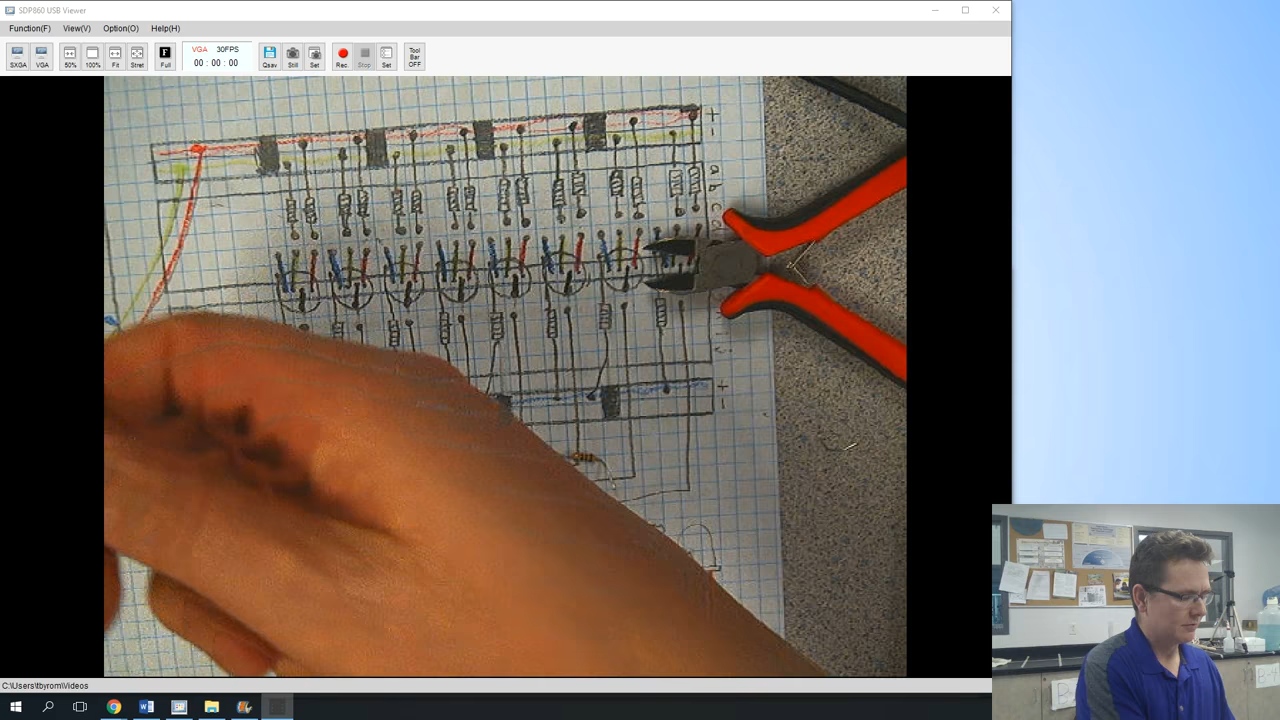 SDP860 USB Viewer
Function(F) View(V) Option(O) Help(H)
SXGA VGA 50% 100% Fit Stret Full
VGA 30FPS
00 : 00 : 00
Qsav Still Set Rec. Stop Set
Tool Bar OFF
F
+
-
a
b
c
+
-
C:\Users\tbyrom\Videos